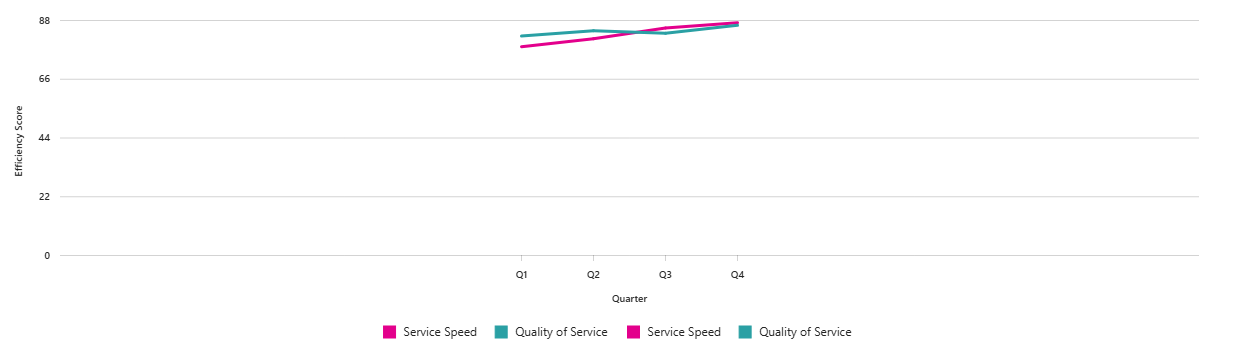 88
66
44
22
0
Efficiency Score
Q1 Q2 Q3 Q4
Quarter
Service Speed Quality of Service Service Speed Quality of Service